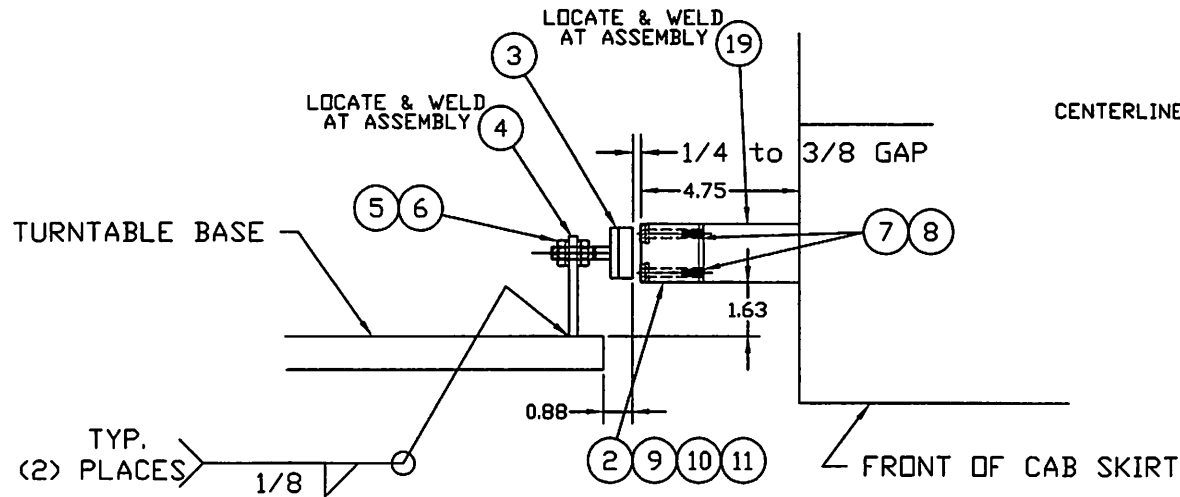 LOCATE & WELD
AT ASSEMBLY
19
3
LOCATE & WELD
AT ASSEMBLY
4
CENTERLINE
1/4 to 3/8 GAP
4.75
5 6
7 8
TURNTABLE BASE
1.63
0.88
TYP.
(2) PLACES
1/8
2 9 10 11
FRONT OF CAB SKIRT